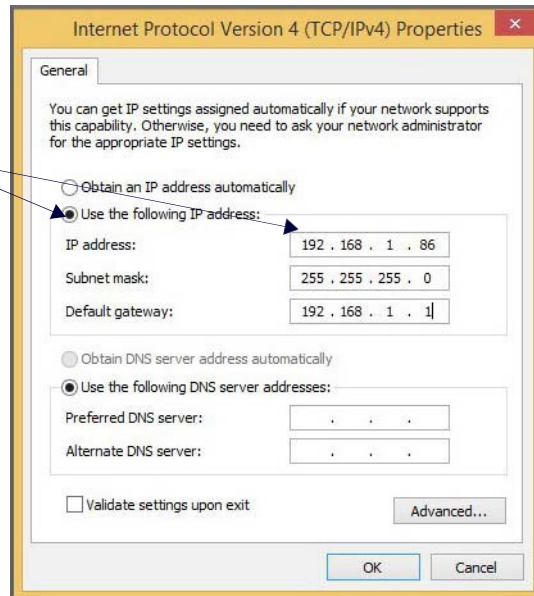 Internet Protocol Version 4 (TCP/IPv4) Properties
General
You can get IP settings assigned automatically if your network supports
this capability. Otherwise, you need to ask your network administrator
for the appropriate IP settings.
Obtain an IP address automatically
Use the following IP address:
IP address: 192 . 168 . 1 . 86
Subnet mask: 255 . 255 . 255 . 0
Default gateway: 192 . 168 . 1 . 1
Obtain DNS server address automatically
Use the following DNS server addresses:
Preferred DNS server: . . .
Alternate DNS server: . . .
Validate settings upon exit
Advanced...
OK Cancel